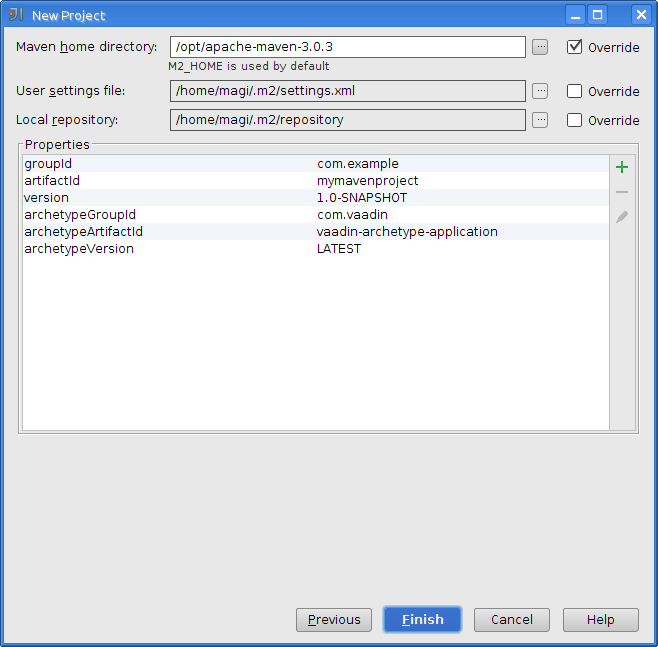 New Project
Maven home directory: /opt/apache-maven-3.0.3 ... Override
M2_HOME is used by default
User settings file: /home/magi/.m2/settings.xml ... Override
Local repository: /home/magi/.m2/repository ... Override
Properties
groupId com.example
artifactId mymavenproject
version 1.0-SNAPSHOT
archetypeGroupId com.vaadin
archetypeArtifactId vaadin-archetype-application
archetypeVersion LATEST
Previous Finish Cancel Help